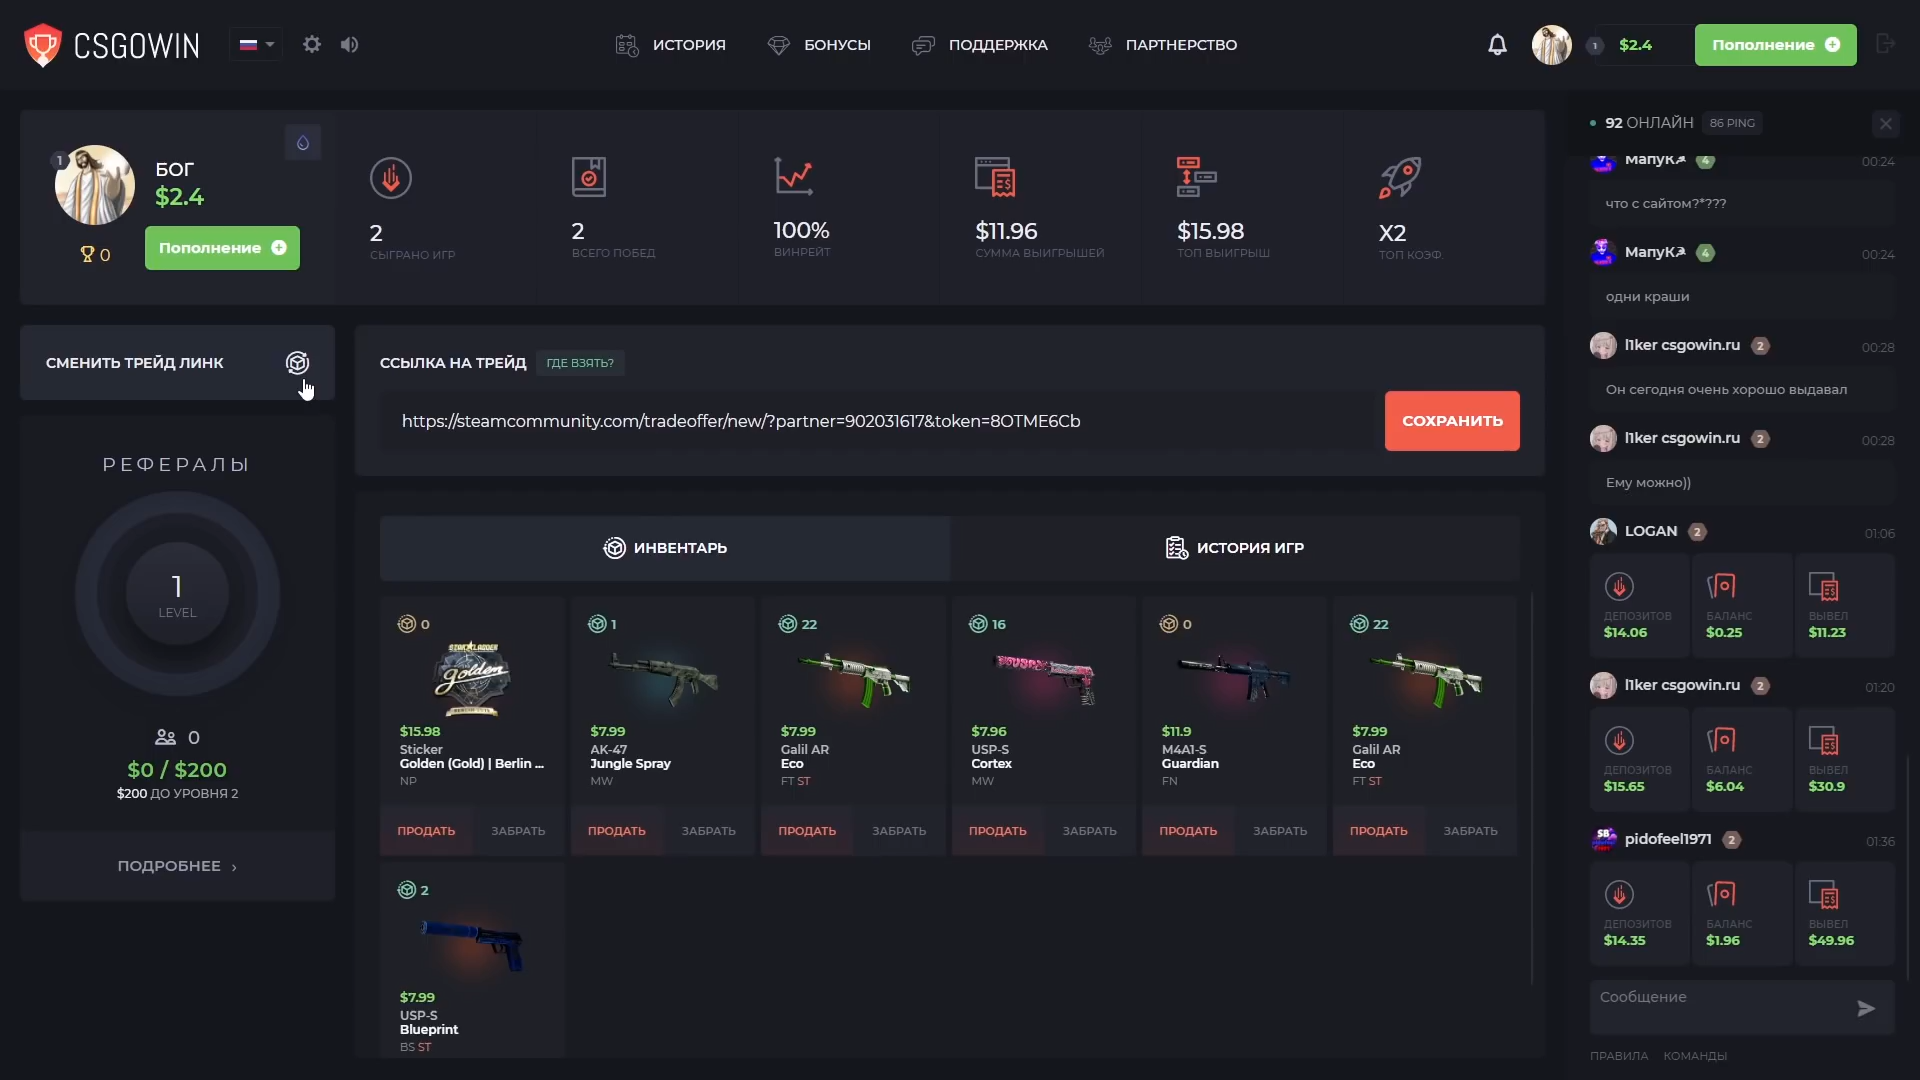 CSGOWIN
ИСТОРИЯ
БОНУСЫ
ПОДДЕРЖКА
ПАРТНЕРСТВО
1
$2.4
Пополнение
1
БОГ
$2.4
0
Пополнение
2
СЫГРАНО ИГР
2
ВСЕГО ПОБЕД
100%
ВИНРЕЙТ
$11.96
СУММА ВЫИГРЫШЕЙ
$15.98
ТОП ВЫИГРЫШ
X2
ТОП КОЭФ.
СМЕНИТЬ ТРЕЙД ЛИНК
ССЫЛКА НА ТРЕЙД
ГДЕ ВЗЯТЬ?
https://steamcommunity.com/tradeoffer/new/?partner=902031617&token=8OTME6Cb
СОХРАНИТЬ
РЕФЕРАЛЫ
1
LEVEL
0
$0 / $200
$200 ДО УРОВНЯ 2
ПОДРОБНЕЕ ›
ИНВЕНТАРЬ
ИСТОРИЯ ИГР
0
$15.98
Sticker
Golden (Gold) | Berlin ...
NP
ПРОДАТЬ
ЗАБРАТЬ
1
$7.99
AK-47
Jungle Spray
MW
ПРОДАТЬ
ЗАБРАТЬ
22
$7.99
Galil AR
Eco
FT ST
ПРОДАТЬ
ЗАБРАТЬ
16
$7.96
USP-S
Cortex
MW
ПРОДАТЬ
ЗАБРАТЬ
0
$11.9
M4A1-S
Guardian
FN
ПРОДАТЬ
ЗАБРАТЬ
22
$7.99
Galil AR
Eco
FT ST
ПРОДАТЬ
ЗАБРАТЬ
2
$7.99
USP-S
Blueprint
BS ST
92 ОНЛАЙН
86 PING
МапуК☭ 4
00:24
что с сайтом?*???
МапуК☭ 4
00:24
одни краши
l1ker csgowin.ru 2
00:28
Он сегодня очень хорошо выдавал
l1ker csgowin.ru 2
00:28
Ему можно))
LOGAN 2
01:06
ДЕПОЗИТОВ
$14.06
БАЛАНС
$0.25
ВЫВЕЛ
$11.23
l1ker csgowin.ru 2
01:20
ДЕПОЗИТОВ
$15.65
БАЛАНС
$6.04
ВЫВЕЛ
$30.9
pidofeel1971 2
01:36
ДЕПОЗИТОВ
$14.35
БАЛАНС
$1.96
ВЫВЕЛ
$49.96
Сообщение
ПРАВИЛА
КОМАНДЫ